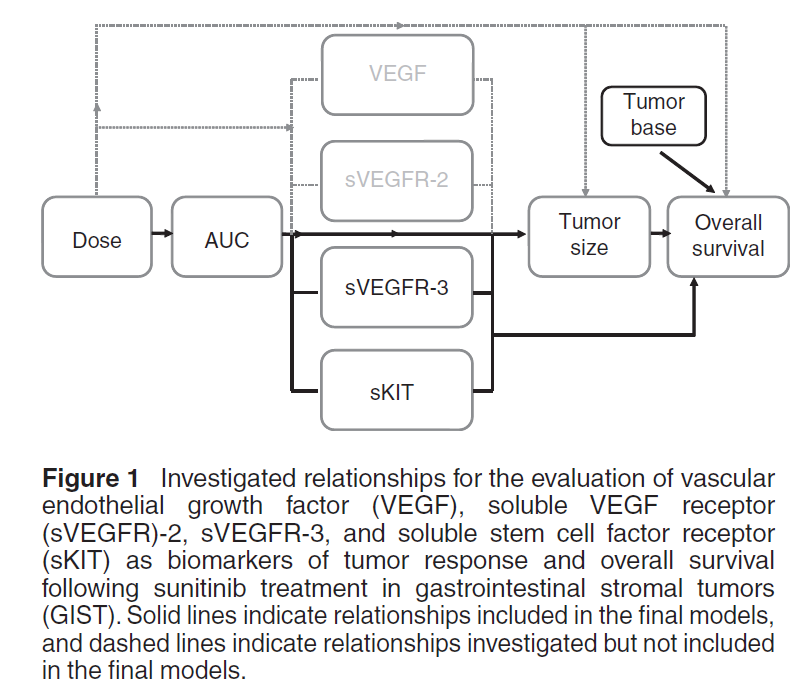 VEGF
Tumor
base
sVEGFR-2
Dose
AUC
Tumor
size
Overall
survival
sVEGFR-3
sKIT
Figure 1 Investigated relationships for the evaluation of vascular
endothelial growth factor (VEGF), soluble VEGF receptor
(sVEGFR)-2, sVEGFR-3, and soluble stem cell factor receptor
(sKIT) as biomarkers of tumor response and overall survival
following sunitinib treatment in gastrointestinal stromal tumors
(GIST). Solid lines indicate relationships included in the final models,
and dashed lines indicate relationships investigated but not included
in the final models.